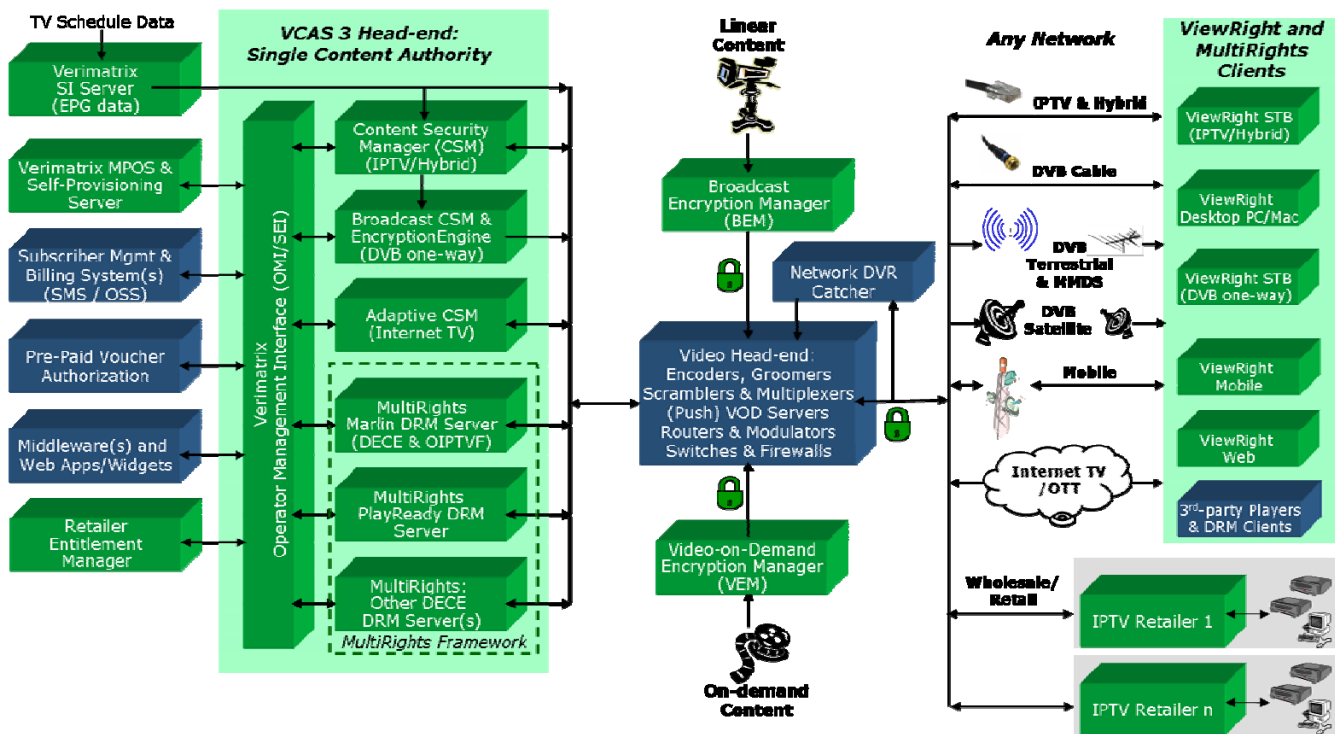 TV Schedule Data
Verimatrix
SI Server
(EPG data)
Verimatrix MPOS &
Self-Provisioning
Server
Subscriber Mgmt &
Billing System(s)
(SMS / OSS)
Pre-Paid Voucher
Authorization
Middleware(s) and
Web Apps/Widgets
Retailer
Entitlement
Manager
VCAS 3 Head-end:
Single Content Authority
Verimatrix
Operator Management Interface (OMI/SEI)
Content Security
Manager (CSM)
(IPTV/Hybrid)
Broadcast CSM &
EncryptionEngine
(DVB one-way)
Adaptive CSM
(Internet TV)
MultiRights
Marlin DRM Server
(DECE & OIPTVF)
MultiRights
PlayReady DRM
Server
MultiRights:
Other DECE
DRM Server(s)
MultiRights Framework
Linear
Content
Broadcast
Encryption Manager
(BEM)
Network DVR
Catcher
Video Head-end:
Encoders, Groomers
Scramblers & Multiplexers
(Push) VOD Servers
Routers & Modulators
Switches & Firewalls
Video-on-Demand
Encryption Manager
(VEM)
On-demand
Content
Any Network
IPTV & Hybrid
DVB Cable
DVB
Terrestrial
& MMDS
DVB
Satellite
Mobile
Internet TV
/OTT
Wholesale/
Retail
ViewRight and
MultiRights
Clients
ViewRight STB
(IPTV/Hybrid)
ViewRight
Desktop PC/Mac
ViewRight STB
(DVB one-way)
ViewRight
Mobile
ViewRight
Web
3rd-party Players
& DRM Clients
IPTV Retailer 1
IPTV Retailer n